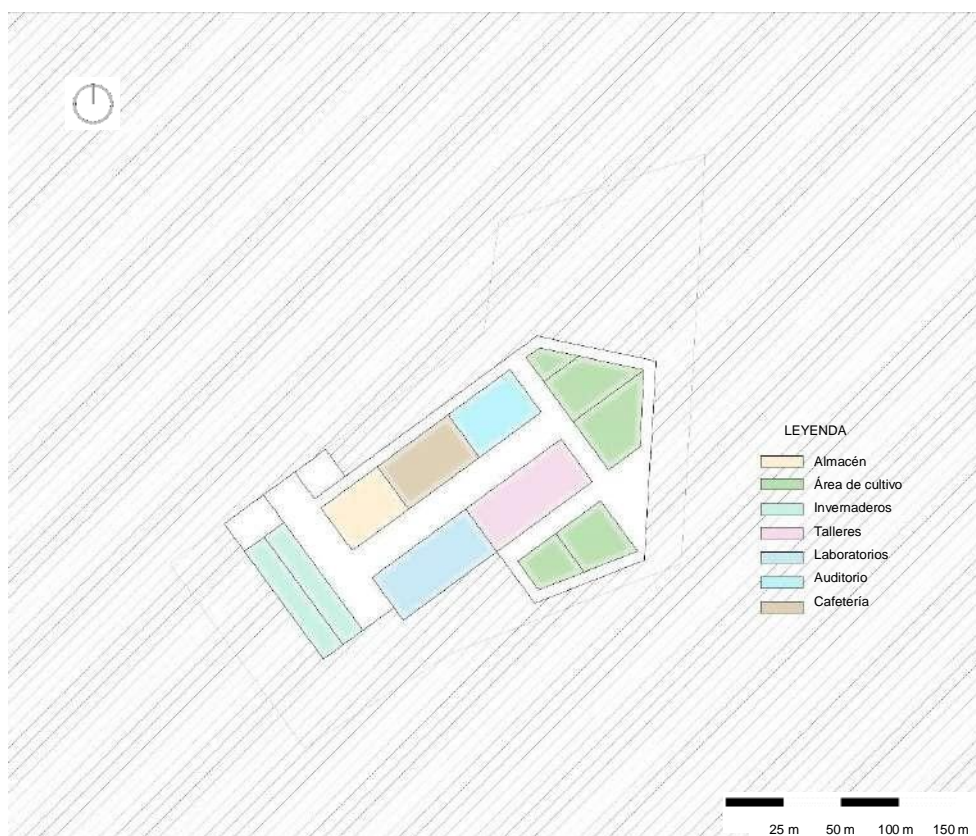 LEYENDA
Almacén
Área de cultivo
Invernaderos
Talleres
Laboratorios
Auditorio
Cafetería
25 m 50 m 100 m 150 m